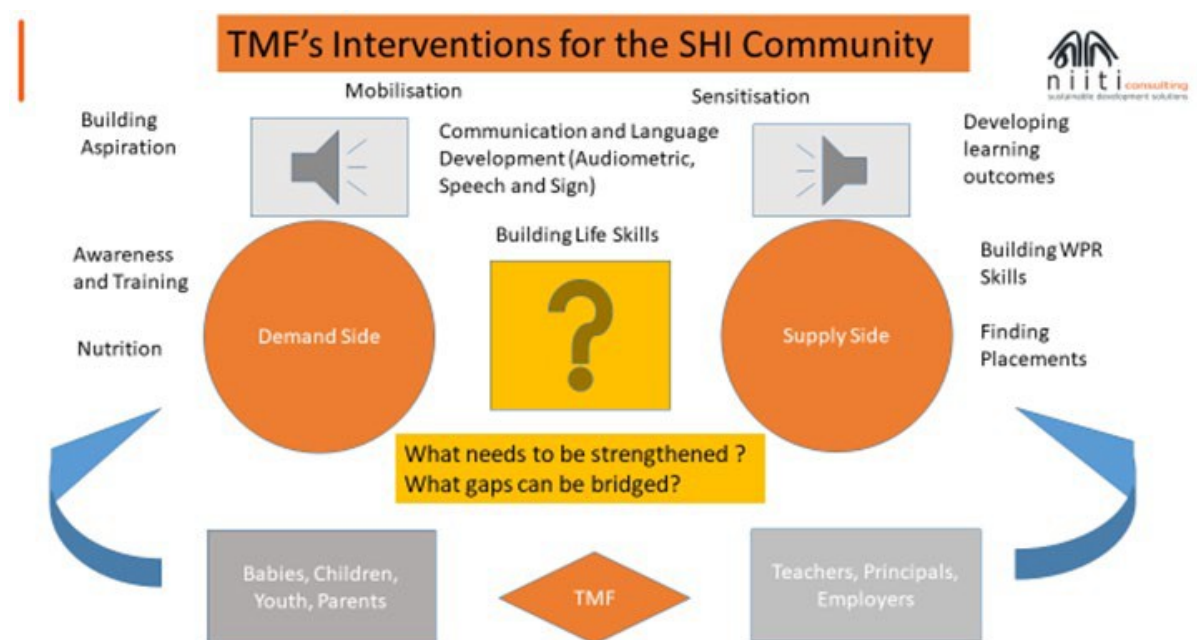 TMF's Interventions for the SHI Community
niiti consulting
sustainable development solutions
Mobilisation
Sensitisation
Building
Aspiration
Communication and Language
Development (Audiometric,
Speech and Sign)
Developing
learning
outcomes
Building Life Skills
Awareness
and Training
Building WPR
Skills
Demand Side
?
Supply Side
Nutrition
Finding
Placements
What needs to be strengthened ?
What gaps can be bridged?
Babies, Children,
Youth, Parents
TMF
Teachers, Principals,
Employers